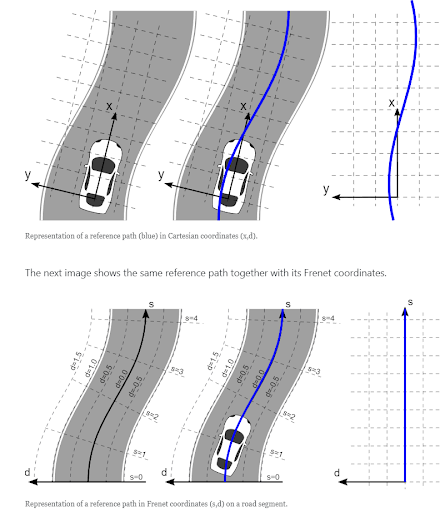 x
x
x
y
y
y
Representation of a reference path (blue) in Cartesian coordinates (x,d).
The next image shows the same reference path together with its Frenet coordinates.
s
s
s
s=4
s=4
d=1.5
d=1.0
d=0.5
d=0.0
d=-0.5
s=3
s=2
s=1
s=0
d
d=1.5
d=1.0
d=0.5
d=0.0
d=-0.5
s=3
s=2
s=1
s=0
d
d
Representation of a reference path in Frenet coordinates (s,d) on a road segment.